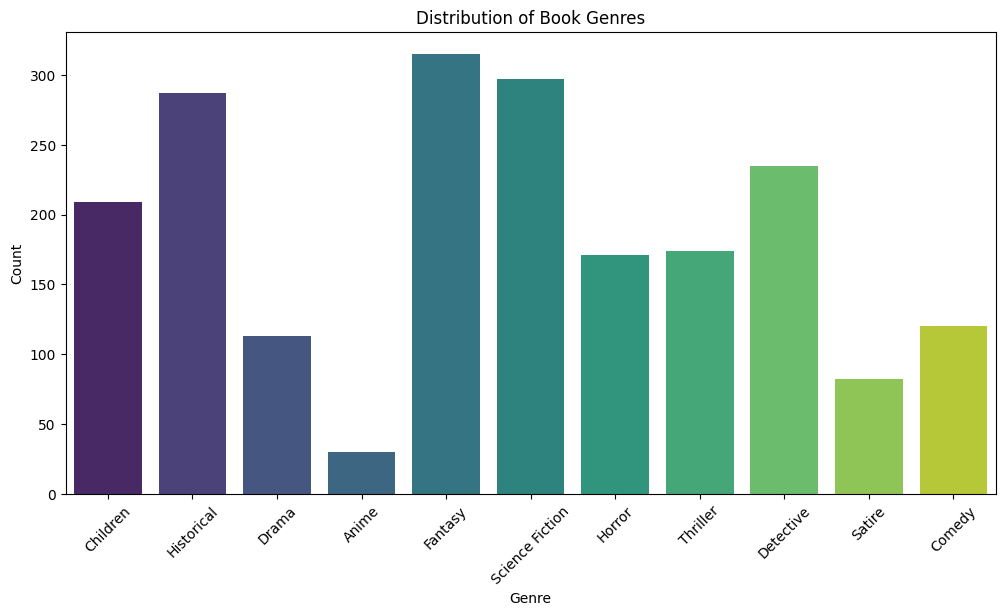 Distribution of Book Genres
Count
300
250
200
150
100
50
0
Children
Historical
Drama
Anime
Fantasy
Science Fiction
Horror
Thriller
Detective
Satire
Comedy
Genre